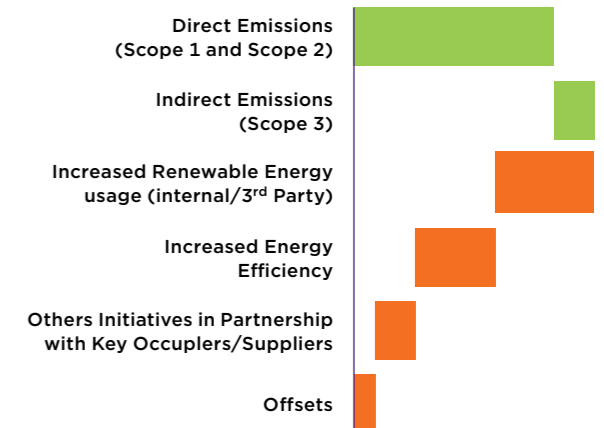 Direct Emissions
(Scope 1 and Scope 2)
Indirect Emissions
(Scope 3)
Increased Renewable Energy
usage (internal/3rd Party)
Increased Energy
Efficiency
Others Initiatives in Partnership
with Key Occuplers/Suppliers
Offsets